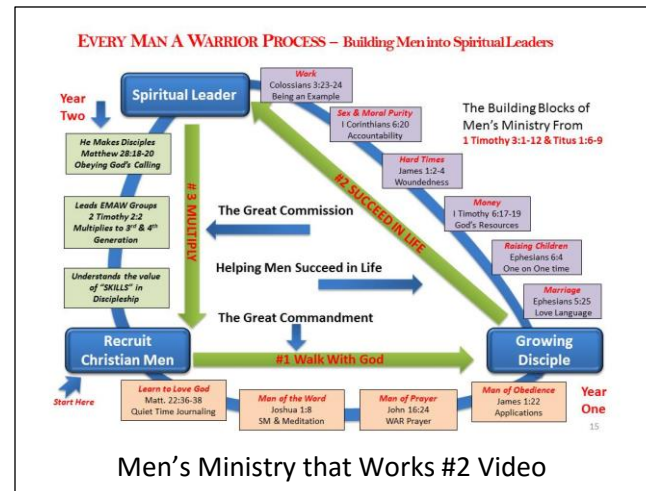 EVERY MAN A WARRIOR PROCESS – Building Men into Spiritual Leaders
Year
Two
Spiritual Leader
Work
Colossians 3:23-24
Being an Example
Sex & Moral Purity
I Corinthians 6:20
Accountability
The Building Blocks of
Men's Ministry From
1 Timothy 3:1-12 & Titus 1:6-9
He Makes Disciples
Matthew 28:18-20
Obeying God's Calling
Hard Times
James 1:2-4
Woundedness
#3 MULTIPLY
#2 SUCCEED IN LIFE
Money
I Timothy 6:17-19
God's Resources
Leads EMAW Groups
2 Timothy 2:2
Multiplies to 3rd & 4th
Generation
The Great Commission
Raising Children
Ephesians 6:4
One on One time
Helping Men Succeed in Life
Understands the value
of "SKILLS" in
Discipleship
Marriage
Ephesians 5:25
Love Language
The Great Commandment
Recruit
Christian Men
#1 Walk With God
Growing
Disciple
Start Here
Learn to Love God
Matt. 22:36-38
Quiet Time Journaling
Man of the Word
Joshua 1:8
SM & Meditation
Man of Prayer
John 16:24
WAR Prayer
Man of Obedience
James 1:22
Applications
Year
One
15
Men's Ministry that Works #2 Video